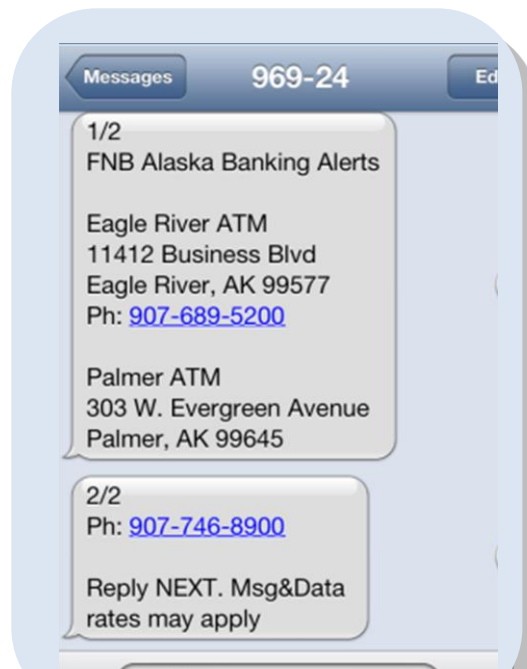 Messages 969-24 Ed
1/2
FNB Alaska Banking Alerts
Eagle River ATM
11412 Business Blvd
Eagle River, AK 99577
Ph: 907-689-5200
Palmer ATM
303 W. Evergreen Avenue
Palmer, AK 99645
2/2
Ph: 907-746-8900
Reply NEXT. Msg&Data
rates may apply